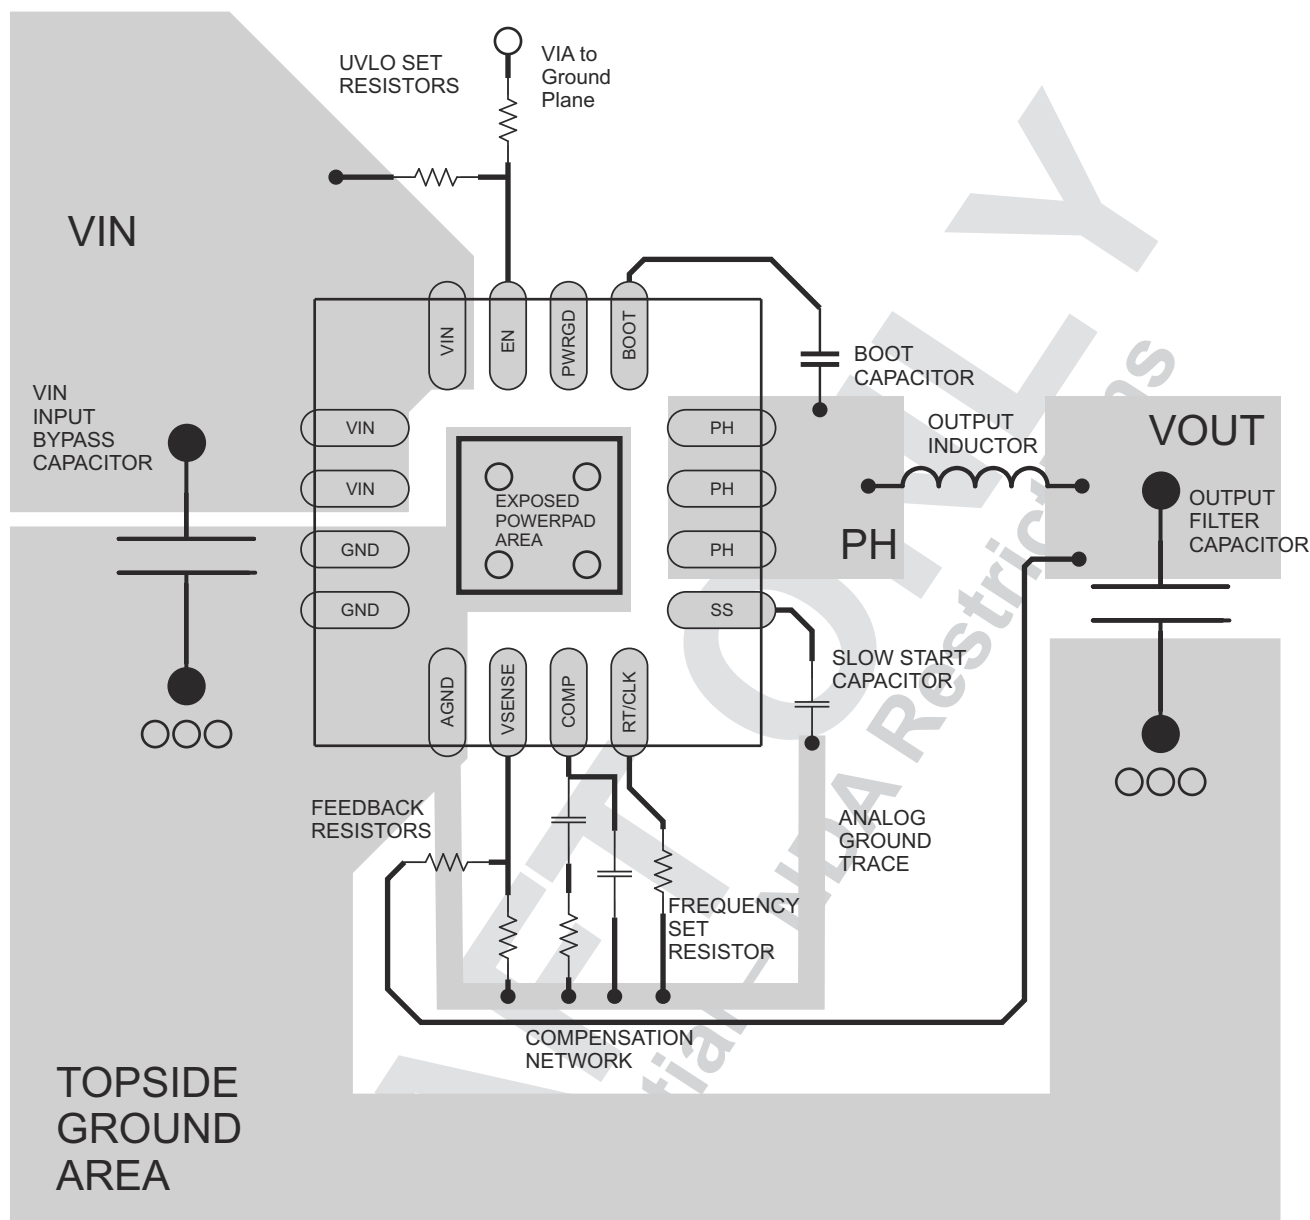 UVLO SET
RESISTORS
VIA to
Ground
Plane
VIN
VIN
EN
PWRGD
BOOT
BOOT
CAPACITOR
VIN
INPUT
BYPASS
CAPACITOR
VIN
VIN
GND
GND
EXPOSED
POWERPAD
AREA
PH
PH
PH
SS
PH
OUTPUT
INDUCTOR
VOUT
OUTPUT
FILTER
CAPACITOR
SLOW START
CAPACITOR
AGND
VSENSE
COMP
RT/CLK
FEEDBACK
RESISTORS
ANALOG
GROUND
TRACE
FREQUENCY
SET
RESISTOR
COMPENSATION
NETWORK
TOPSIDE
GROUND
AREA
ONLY
NDA Restrictions